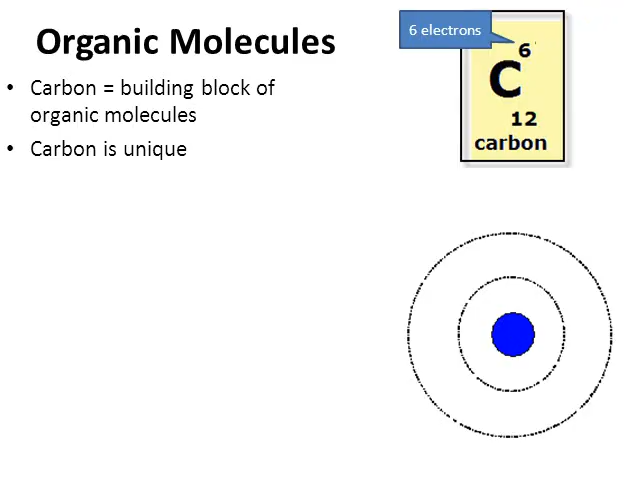 Organic Molecules
• Carbon = building block of
organic molecules
• Carbon is unique
6 electrons
6
C
12
carbon